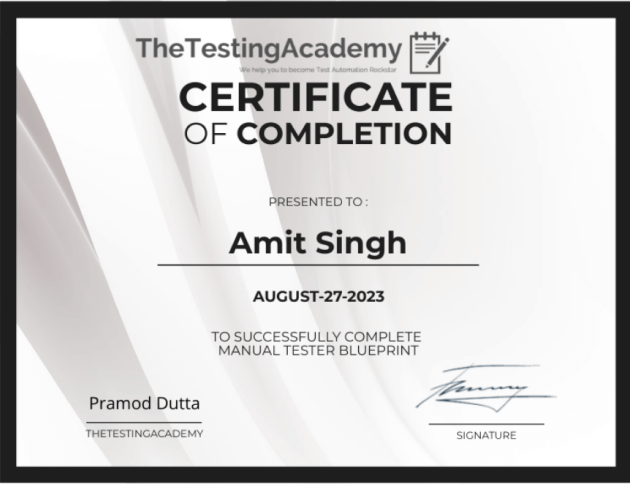 TheTestingAcademy
We help you to become Test Automation Rockstar
CERTIFICATE
OF COMPLETION
PRESENTED TO :
Amit Singh
AUGUST-27-2023
TO SUCCESSFULLY COMPLETE
MANUAL TESTER BLUEPRINT
Pramod Dutta
THETESTINGACADEMY
SIGNATURE